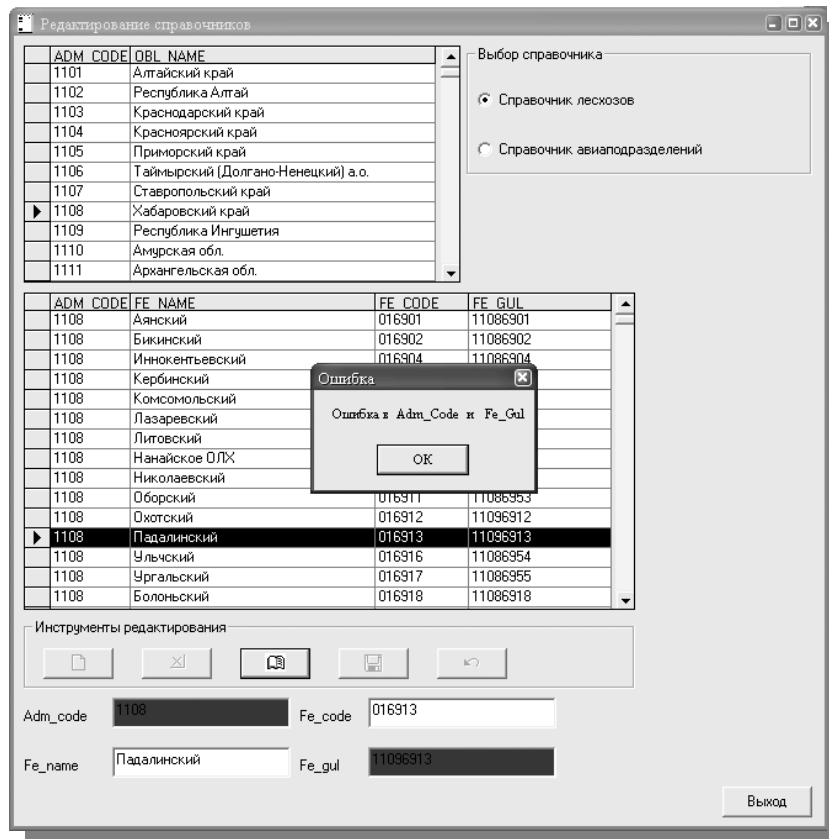 Редактирование справочников
ADM_CODE OBL_NAME
1101 Алтайский край
1102 Республика Алтай
1103 Краснодарский край
1104 Красноярский край
1105 Приморский край
1106 Таймырский (Долгано-Ненецкий) а.о.
1107 Ставропольский край
1108 Хабаровский край
1109 Республика Ингушетия
1110 Амурская обл.
1111 Архангельская обл.
Выбор справочника
Справочник лесхозов
Справочник авиаподразделений
ADM_CODE FE_NAME FE_CODE FE_GUL
1108 Аянский 016901 11086901
1108 Бикинский 016902 11086902
1108 Иннокентьевский 016904 11086904
1108 Кербинский
1108 Комсомольский
1108 Лазаревский
1108 Литовский
1108 Нанайское ОЛХ
1108 Николаевский
1108 Оборский 016911 11086953
1108 Охотский 016912 11096912
1108 Падалинский 016913 11096913
1108 Ульчский 016916 11086954
1108 Ургальский 016917 11086955
1108 Болоньский 016918 11086918
Ошибка
Ошибка в Adm_Code и Fe_Gul
OK
Инструменты редактирования
Adm_code 1108 Fe_code 016913
Fe_name Падалинский Fe_gul 11096913
Выход